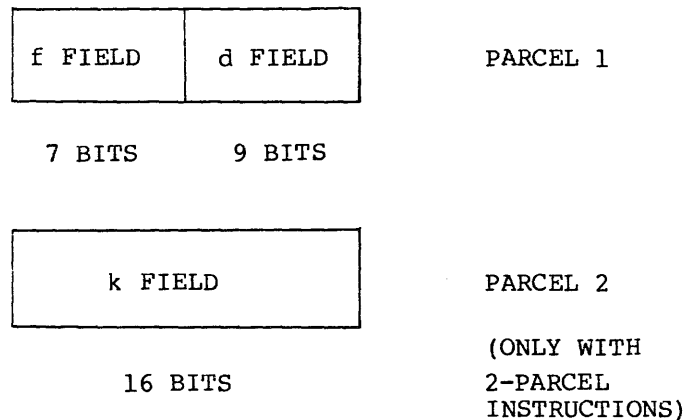 f FIELD d FIELD PARCEL 1
7 BITS 9 BITS
k FIELD PARCEL 2
(ONLY WITH
16 BITS 2-PARCEL
INSTRUCTIONS)